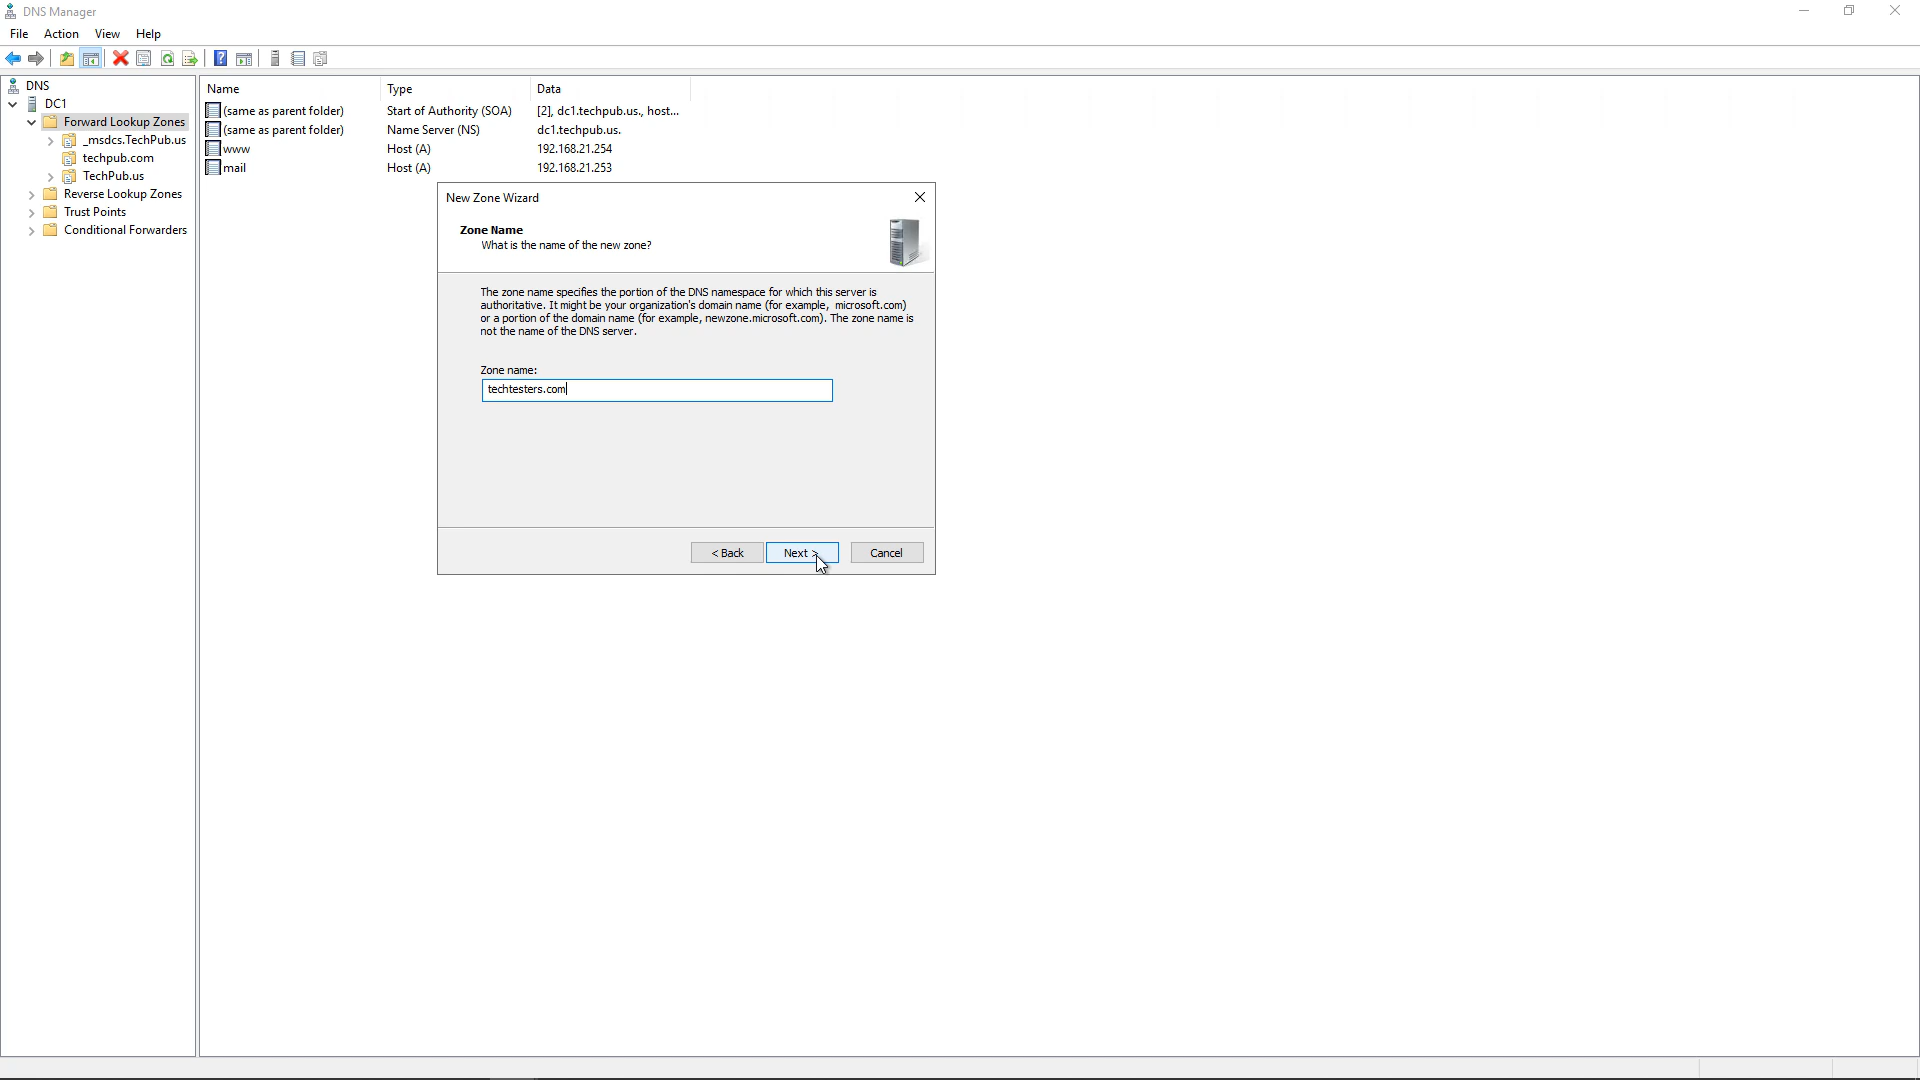 DNS Manager
File Action View Help
DNS
DC1
Forward Lookup Zones
_msdcs.TechPub.us
techpub.com
TechPub.us
Reverse Lookup Zones
Trust Points
Conditional Forwarders
Name Type Data
(same as parent folder) Start of Authority (SOA) [2], dc1.techpub.us., host...
(same as parent folder) Name Server (NS) dc1.techpub.us.
www Host (A) 192.168.21.254
mail Host (A) 192.168.21.253
New Zone Wizard
Zone Name
What is the name of the new zone?
The zone name specifies the portion of the DNS namespace for which this server is
authoritative. It might be your organization's domain name (for example, microsoft.com)
or a portion of the domain name (for example, newzone.microsoft.com). The zone name is
not the name of the DNS server.
Zone name:
techtesters.com
< Back Next > Cancel